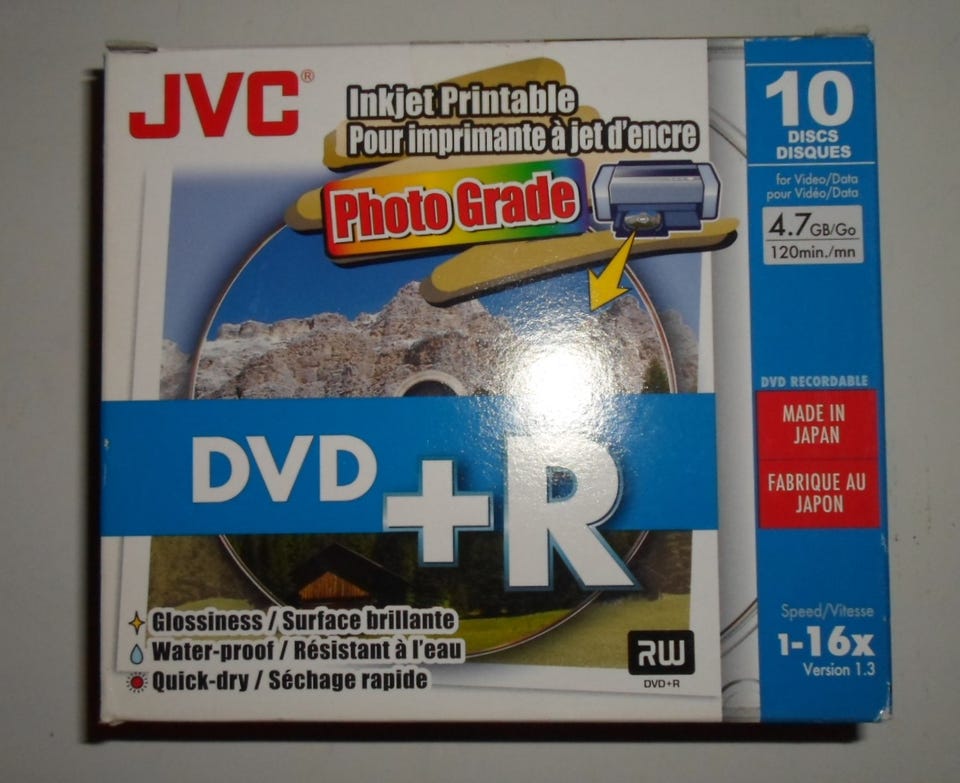 JVC®
Inkjet Printable
Pour imprimante à jet d'encre
Photo Grade
DVD+R
Glossiness / Surface brillante
Water-proof / Résistant à l'eau
Quick-dry / Séchage rapide
RW
DVD+R
10
DISCS
DISQUES
for Video/Data
pour Vidéo/Data
4.7GB/Go
120min./mn
DVD RECORDABLE
MADE IN
JAPAN
FABRIQUE AU
JAPON
Speed/Vitesse
1-16x
Version 1.3